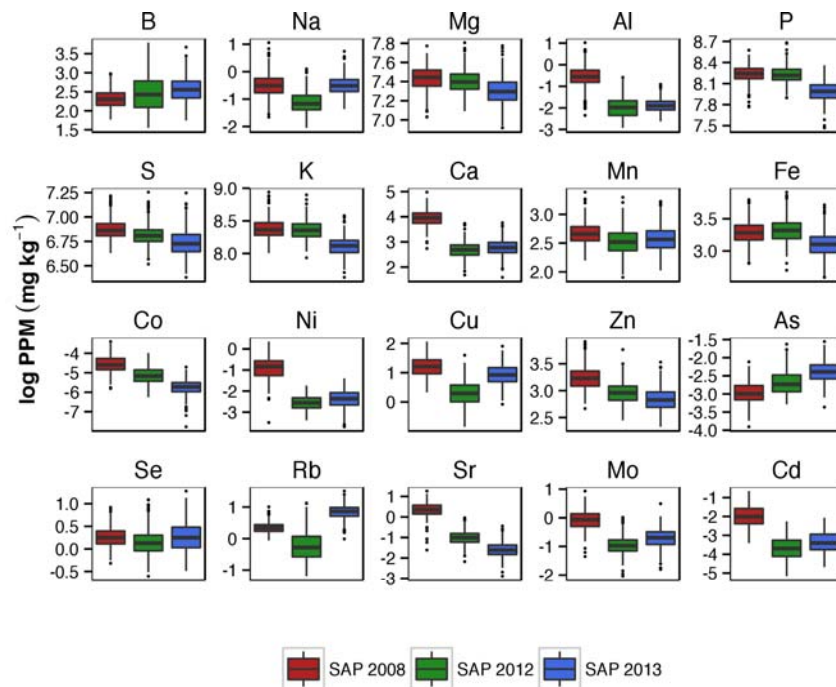 B Na Mg Al P
3.5 3.0 2.5 2.0 1.5
1 0 -1 -2
7.8 7.6 7.4 7.2 7.0
1 0 -1 -2 -3
8.7 8.4 8.1 7.8 7.5
S K Ca Mn Fe
7.25 7.00 6.75 6.50
9.0 8.5 8.0
5 4 3 2
3.0 2.5 2.0
3.5 3.0
log PPM (mg kg⁻¹)
Co Ni Cu Zn As
-4 -5 -6 -7
0 -1 -2 -3
2 1 0
3.5 3.0 2.5
-1.5 -2.0 -2.5 -3.0 -3.5 -4.0
Se Rb Sr Mo Cd
1.0 0.5 0.0 -0.5
1 0 -1
1 0 -1 -2 -3
1 0 -1 -2
-1 -2 -3 -4 -5
SAP 2008 SAP 2012 SAP 2013